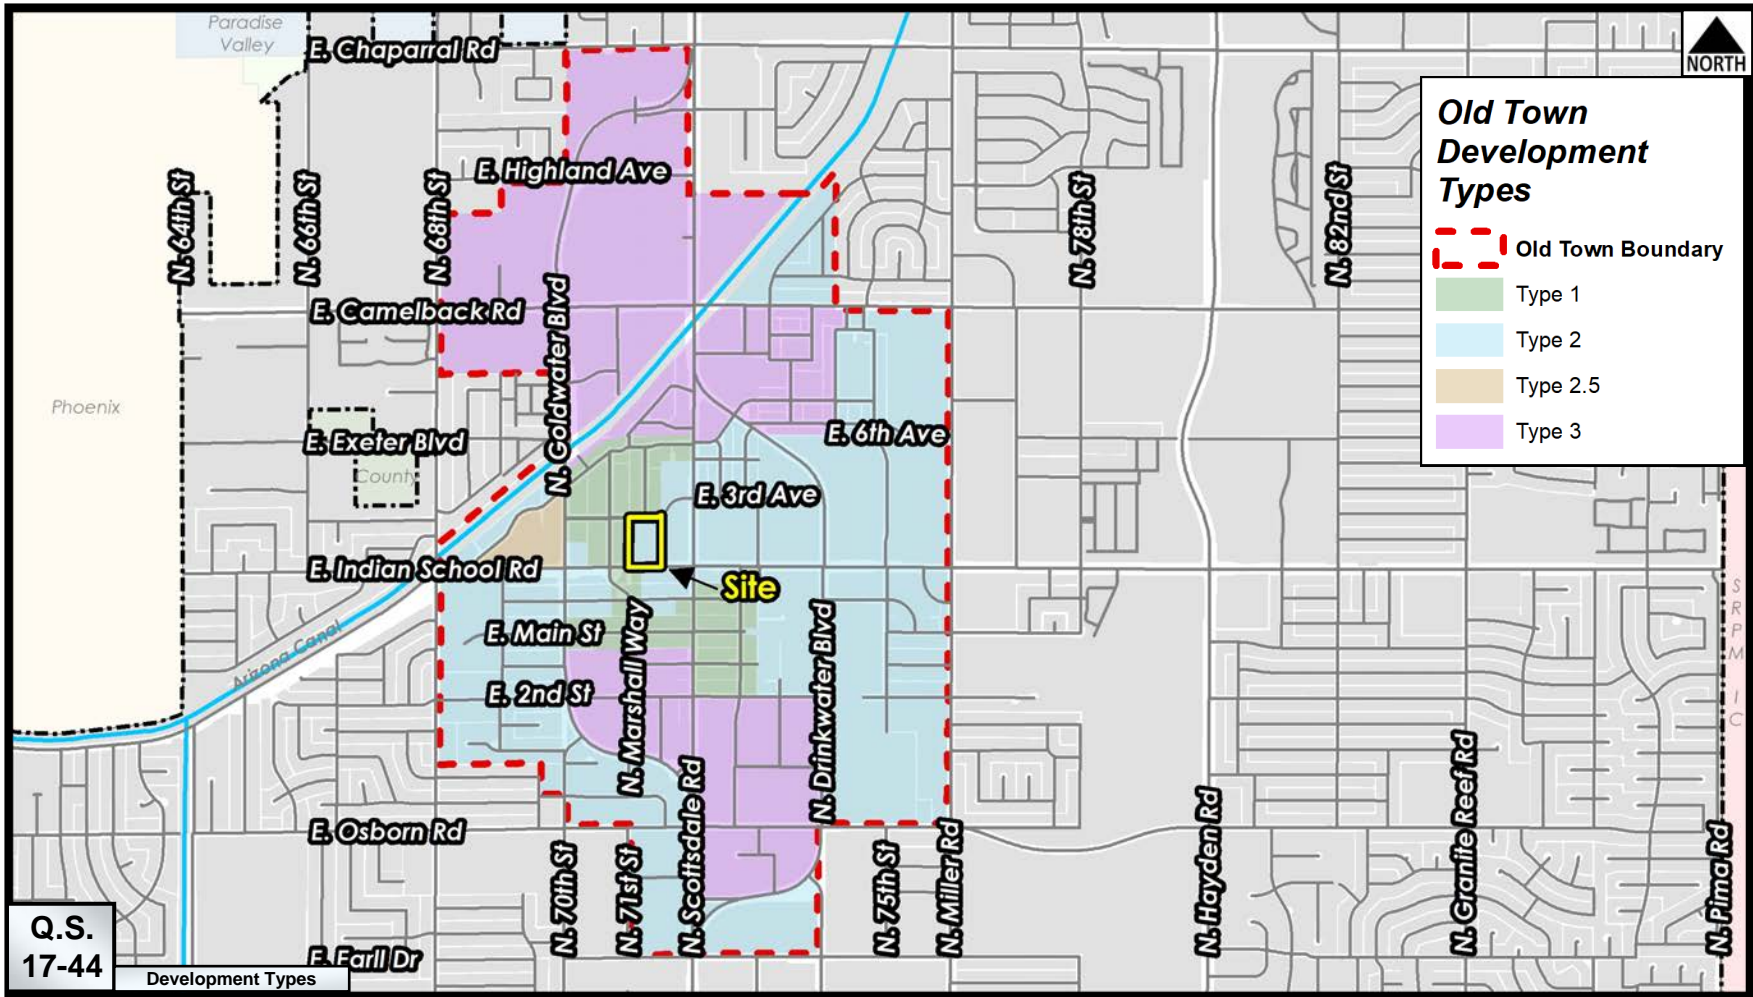 Paradise
Valley
E. Chaparral Rd
NORTH
Old Town
Development
Types
Old Town Boundary
Type 1
Type 2
Type 2.5
Type 3
E. Highland Ave
N. 64th St
N. 66th St
N. 68th St
N. 78th St
N. 82nd St
E. Camelback Rd
N. Goldwater Blvd
Phoenix
E. Exeter Blvd
County
E. 6th Ave
E. 3rd Ave
E. Indian School Rd
Site
Arizona Canal
E. Main St
E. 2nd St
N. Marshall Way
N. Drinkwater Blvd
SRPMIC
N. Scottsdale Rd
E. Osborn Rd
N. 70th St
N. 71st St
N. 75th St
N. Miller Rd
N. Hayden Rd
N. Granite Reef Rd
N. Pima Rd
E. Earll Dr
Q.S.
17-44
Development Types